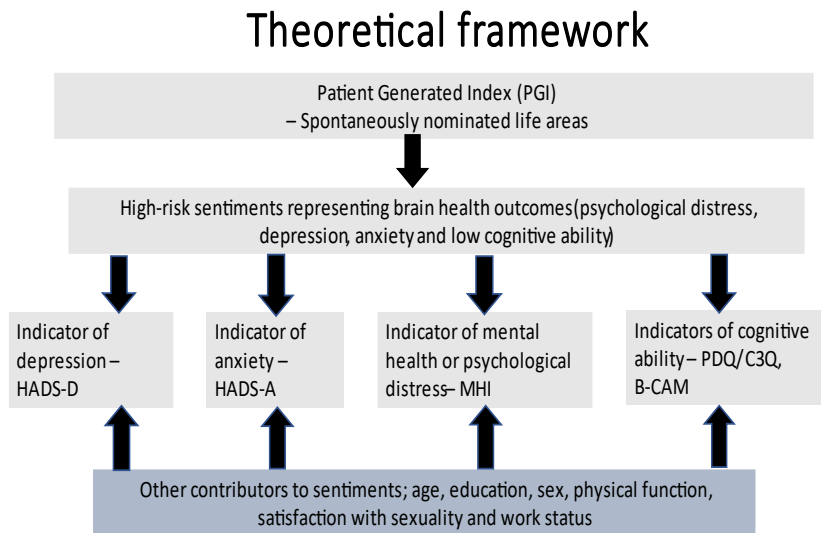 Theoretical framework
Patient Generated Index (PGI)
– Spontaneously nominated life areas
High-risk sentiments representing brain health outcomes(psychological distress,
depression, anxiety and low cognitive ability)
Indicator of
depression –
HADS-D
Indicator of
anxiety –
HADS-A
Indicator of mental
health or psychological
distress– MHI
Indicators of cognitive
ability – PDQ/C3Q,
B-CAM
Other contributors to sentiments; age, education, sex, physical function,
satisfaction with sexuality and work status